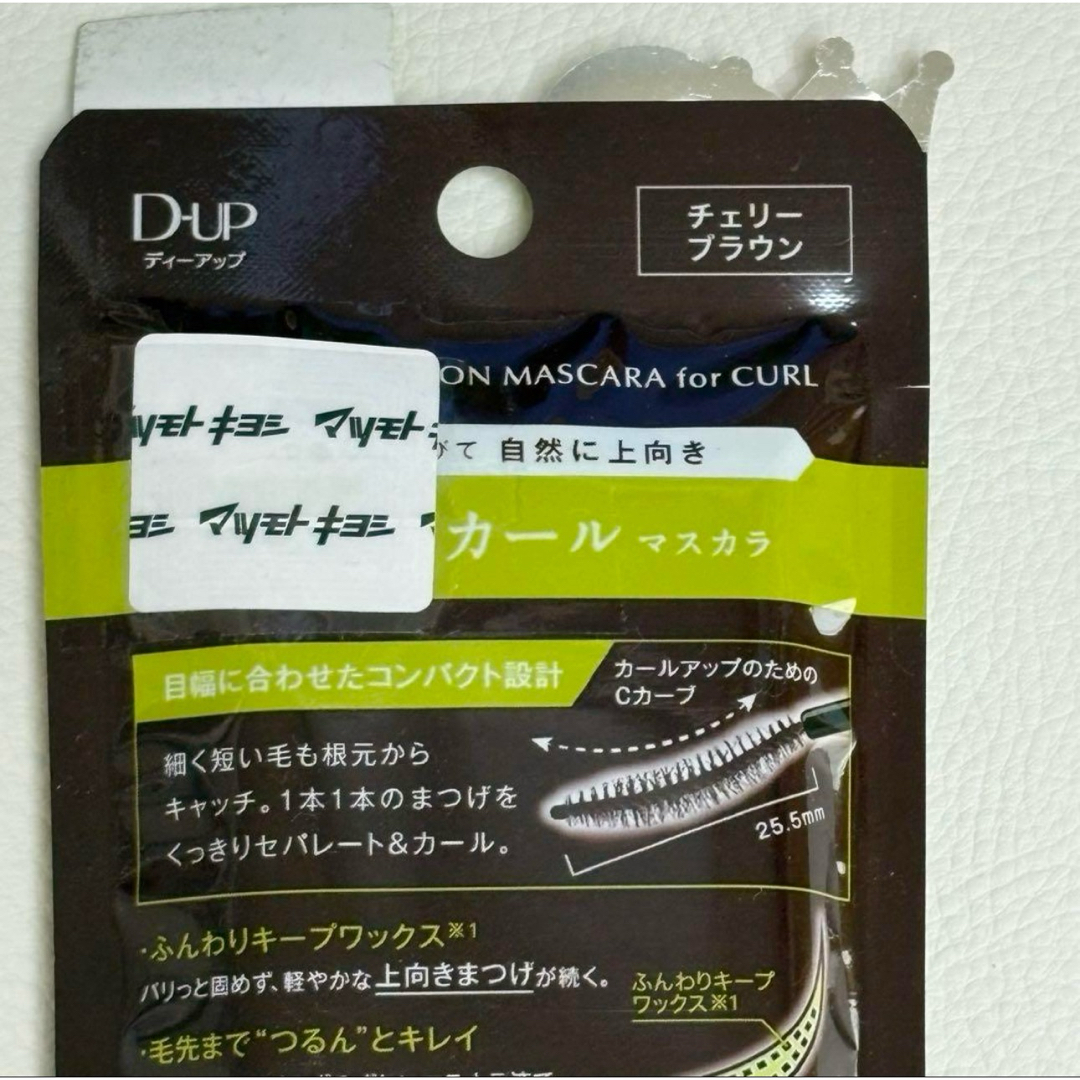 D-UP
ディーアップ
チェリー
ブラウン
ON MASCARA for CURL
マツモト キヨシ マツモト
びて 自然に上向き
ヨシ マツモト キヨシ
カール マスカラ
目幅に合わせたコンパクト設計
カールアップのための
Cカーブ
細く短い毛も根元から
キャッチ。1本1本のまつげを
くっきりセパレート&カール。
25.5mm
・ふんわりキープワックス※1
パリっと固めず、軽やかな上向きまつげが続く。
ふんわりキープ
ワックス※1
・毛先まで“つるん”とキレイ